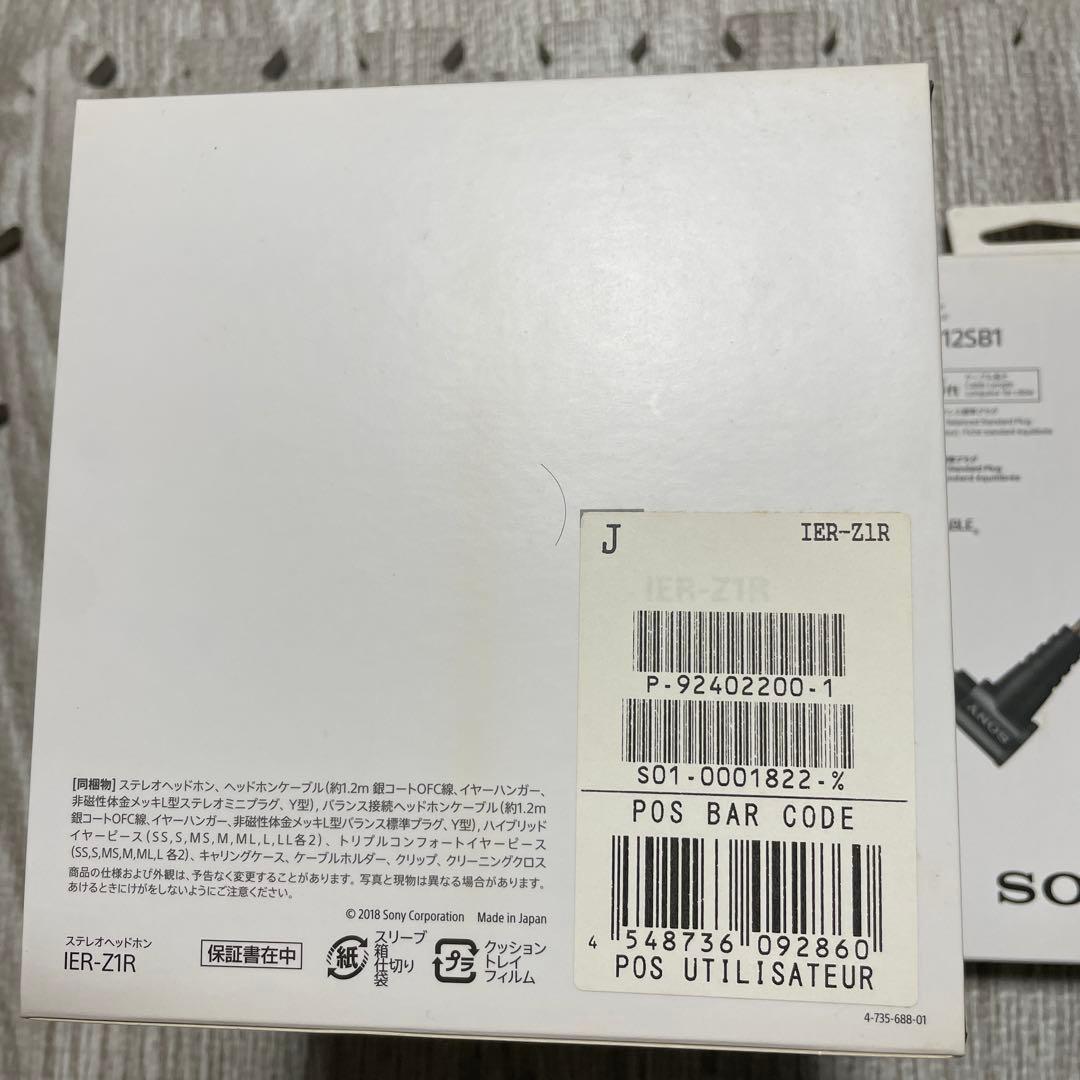 J
IER-Z1R
IER-Z1R
P-92402200-1
S01-0001822-%
POS BAR CODE
4 548736 092860
POS UTILISATEUR
[同梱物] ステレオヘッドホン、ヘッドホンケーブル(約1.2m 銀コートOFC線、イヤーハンガー、
非磁性体金メッキL型ステレオミニプラグ、Y型)、バランス接続ヘッドホンケーブル(約1.2m
銀コートOFC線、イヤーハンガー、非磁性体金メッキL型バランス標準プラグ、Y型)、ハイブリッド
イヤーピース(SS, S, MS, M, ML, L, LL各2)、トリプルコンフォートイヤーピース
(SS,S,MS,M,ML,L 各2)、キャリングケース、ケーブルホルダー、クリップ、クリーニングクロス
商品の仕様および外観は、予告なく変更することがあります。写真と現物は異なる場合があります。
あけるときにけがをしないようにご注意ください。
© 2018 Sony Corporation Made in Japan
ステレオヘッドホン
IER-Z1R
保証書在中
紙
スリーブ
箱
仕切り
袋
プラ
クッション
トレイ
フィルム
4-735-688-01
12SB1
ft
Standard Plug
SONY
SO